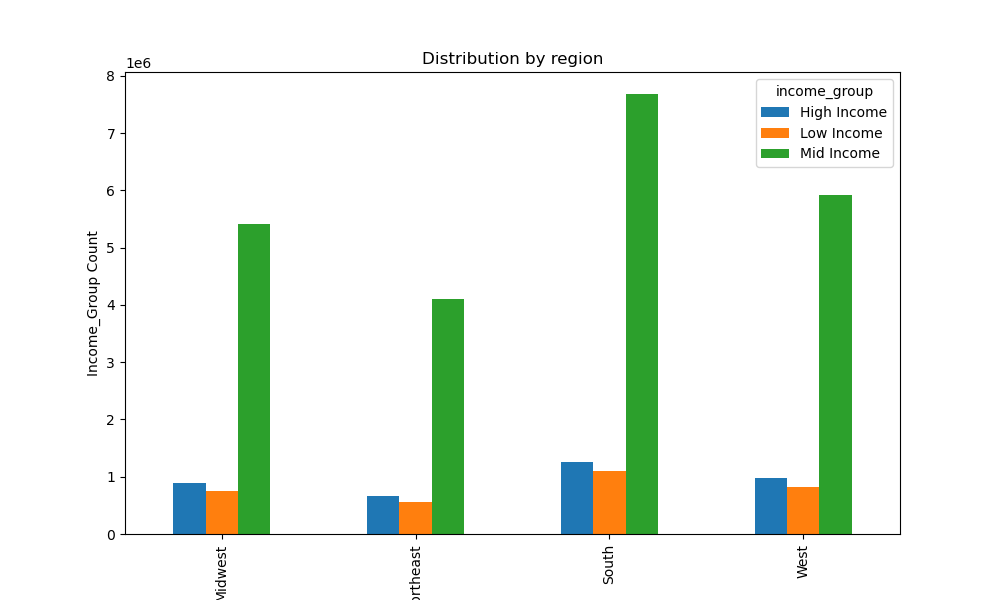 Distribution by region
1e6
8
7
6
5
4
3
2
1
0
Income_Group Count
income_group
High Income
Low Income
Mid Income
Midwest
ortheast
South
West